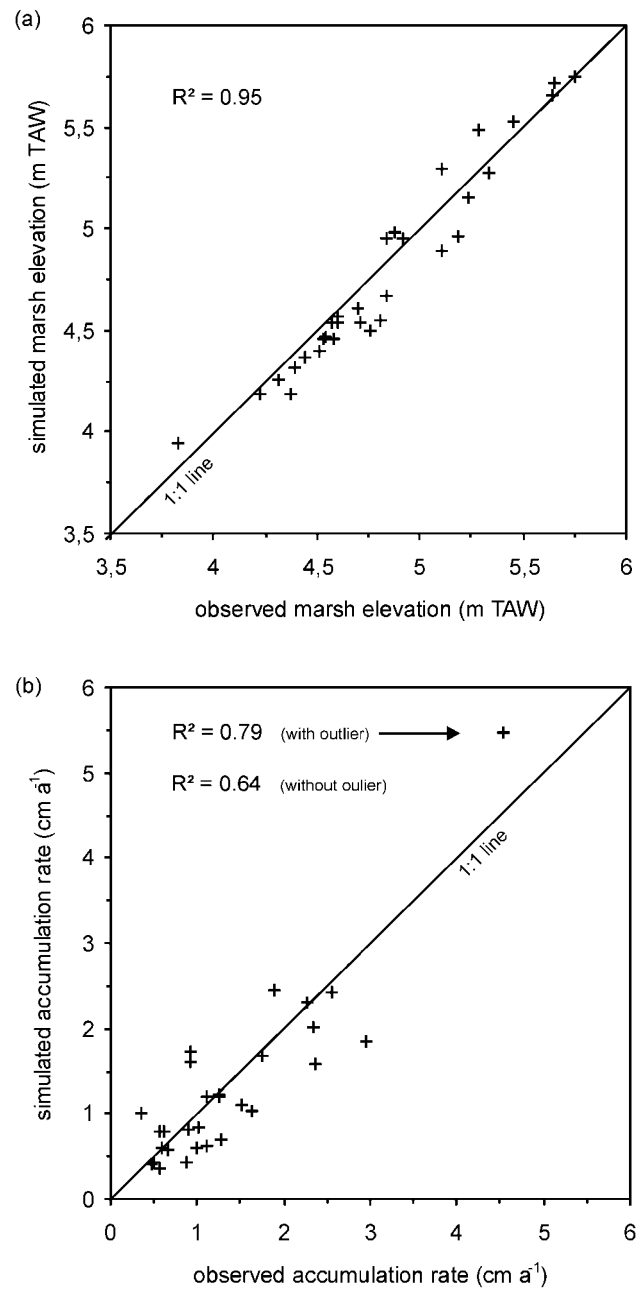 (a)
6
5,5
5
4,5
4
3,5
simulated marsh elevation (m TAW)
R² = 0.95
1:1 line
3,5 4 4,5 5 5,5 6
observed marsh elevation (m TAW)
(b)
6
5
4
3
2
1
0
simulated accumulation rate (cm a⁻¹)
R² = 0.79 (with outlier)
R² = 0.64 (without oulier)
1:1 line
0 1 2 3 4 5 6
observed accumulation rate (cm a⁻¹)